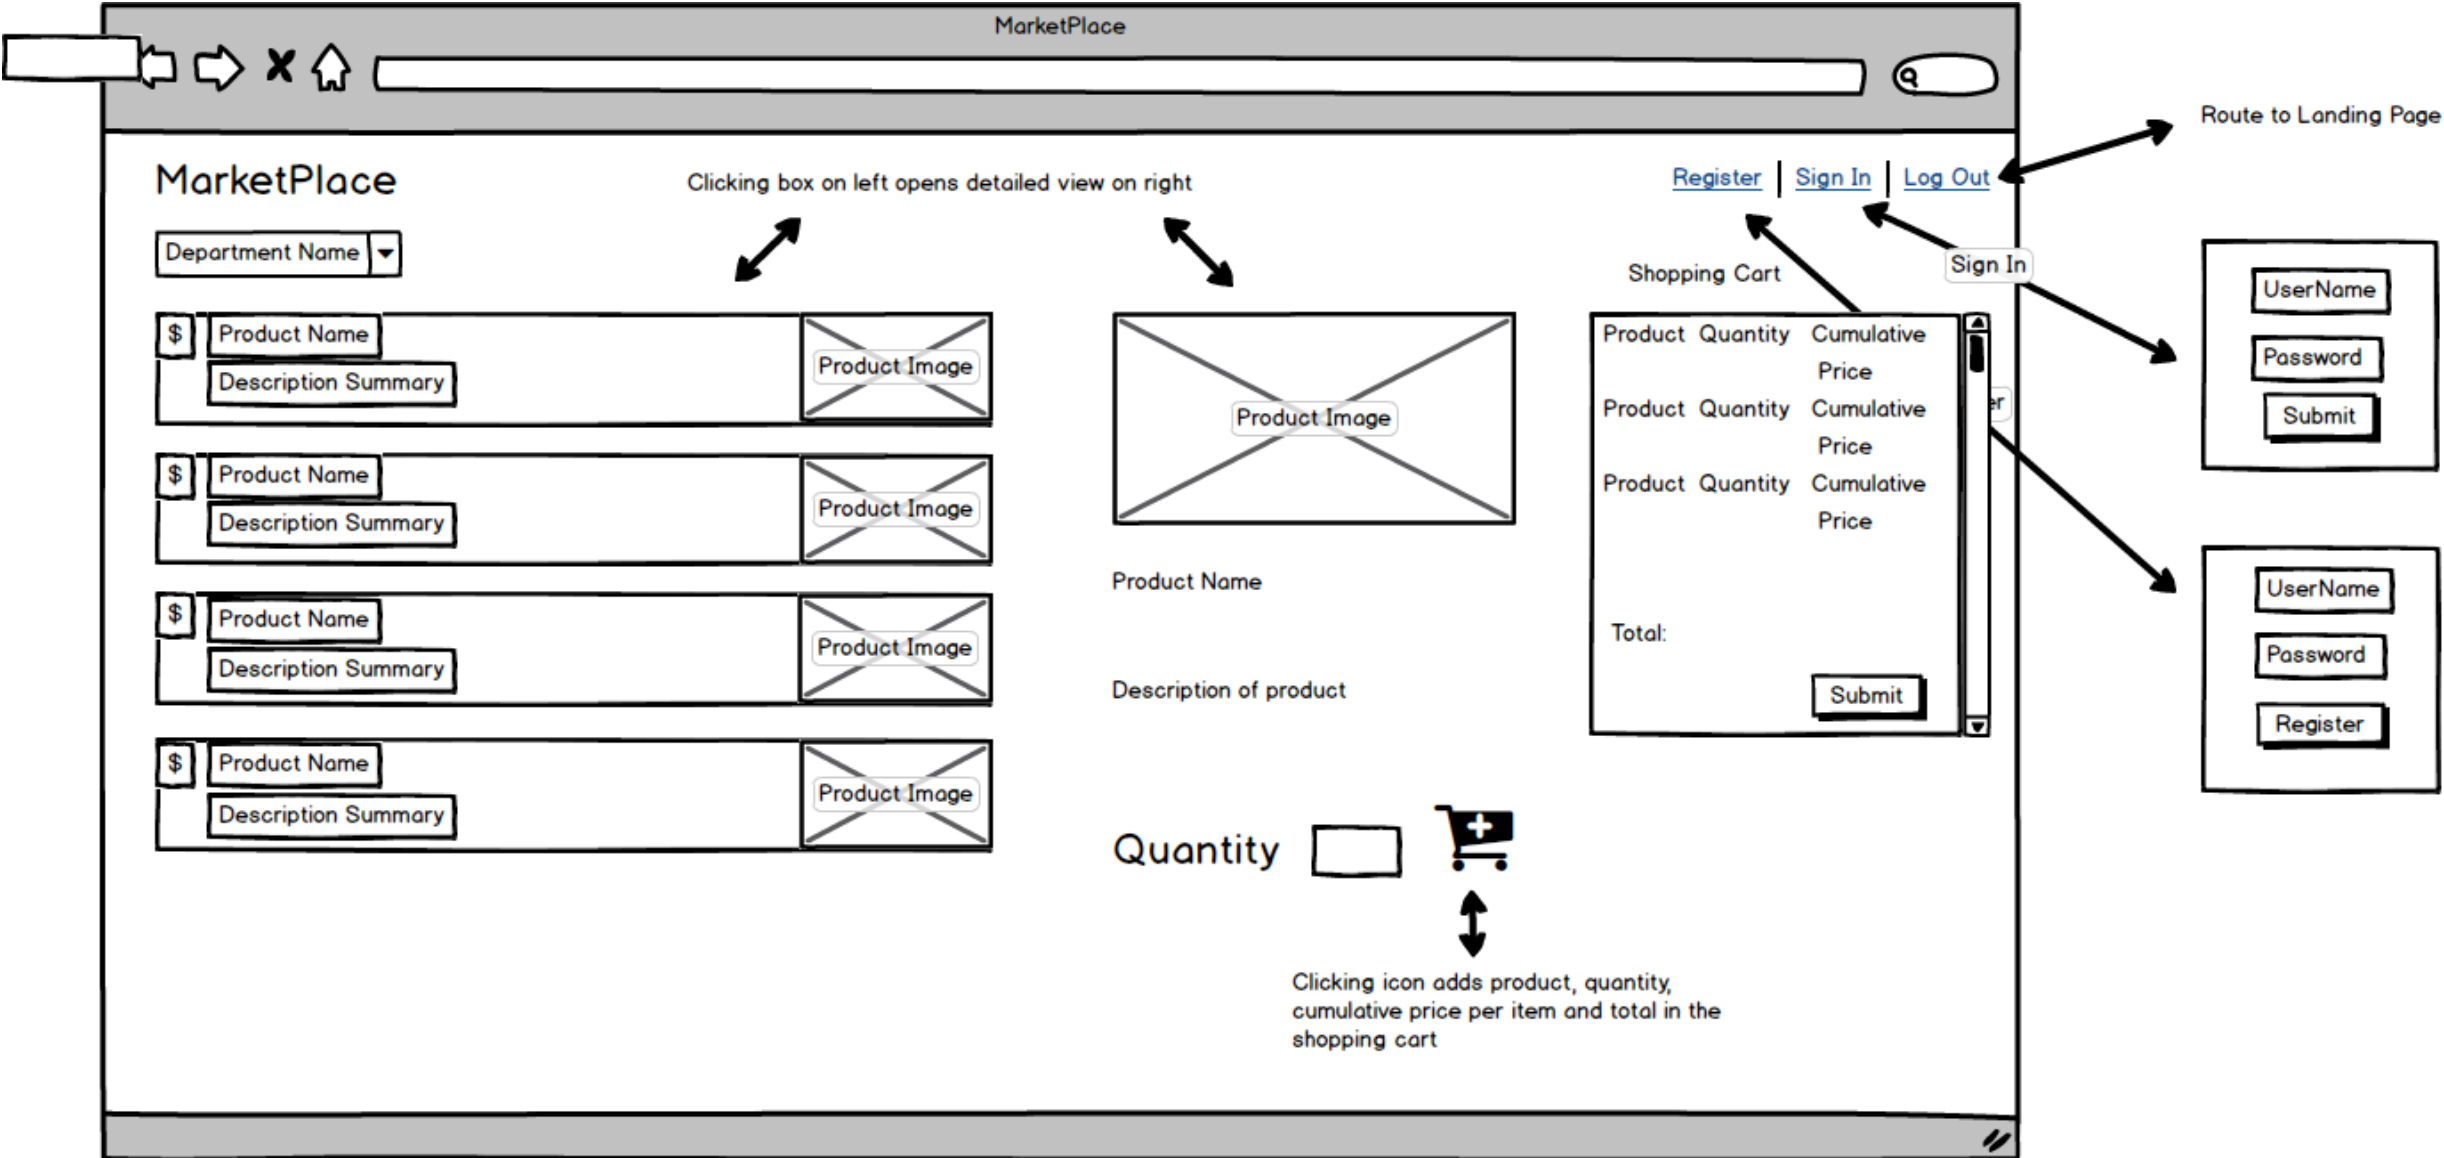 MarketPlace
Route to Landing Page
MarketPlace
Clicking box on left opens detailed view on right
Register | Sign In | Log Out
Department Name
Shopping Cart
Sign In
$ Product Name
Description Summary
Product Image
$ Product Name
Description Summary
Product Image
$ Product Name
Description Summary
Product Image
$ Product Name
Description Summary
Product Image
Product Image
Product Name
Description of product
Quantity
Clicking icon adds product, quantity,
cumulative price per item and total in the
shopping cart
Product Quantity Cumulative
Price
Product Quantity Cumulative
Price
Product Quantity Cumulative
Price
Total:
Submit
UserName
Password
Submit
UserName
Password
Register